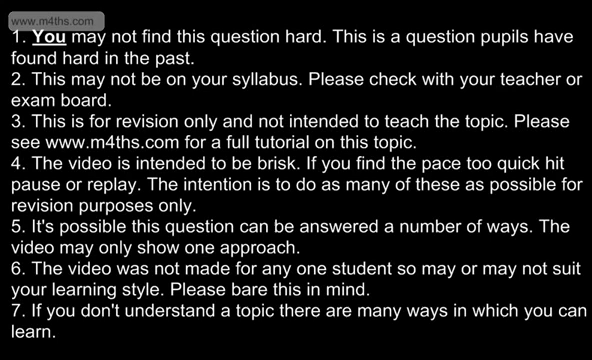 www.m4ths.com
1. You may not find this question hard. This is a question pupils have
found hard in the past.
2. This may not be on your syllabus. Please check with your teacher or
exam board.
3. This is for revision only and not intended to teach the topic. Please
see www.m4ths.com for a full tutorial on this topic.
4. The video is intended to be brisk. If you find the pace too quick hit
pause or replay. The intention is to do as many of these as possible for
revision purposes only.
5. It's possible this question can be answered a number of ways. The
video may only show one approach.
6. The video was not made for any one student so may or may not suit
your learning style. Please bare this in mind.
7. If you don't understand a topic there are many ways in which you can
learn.